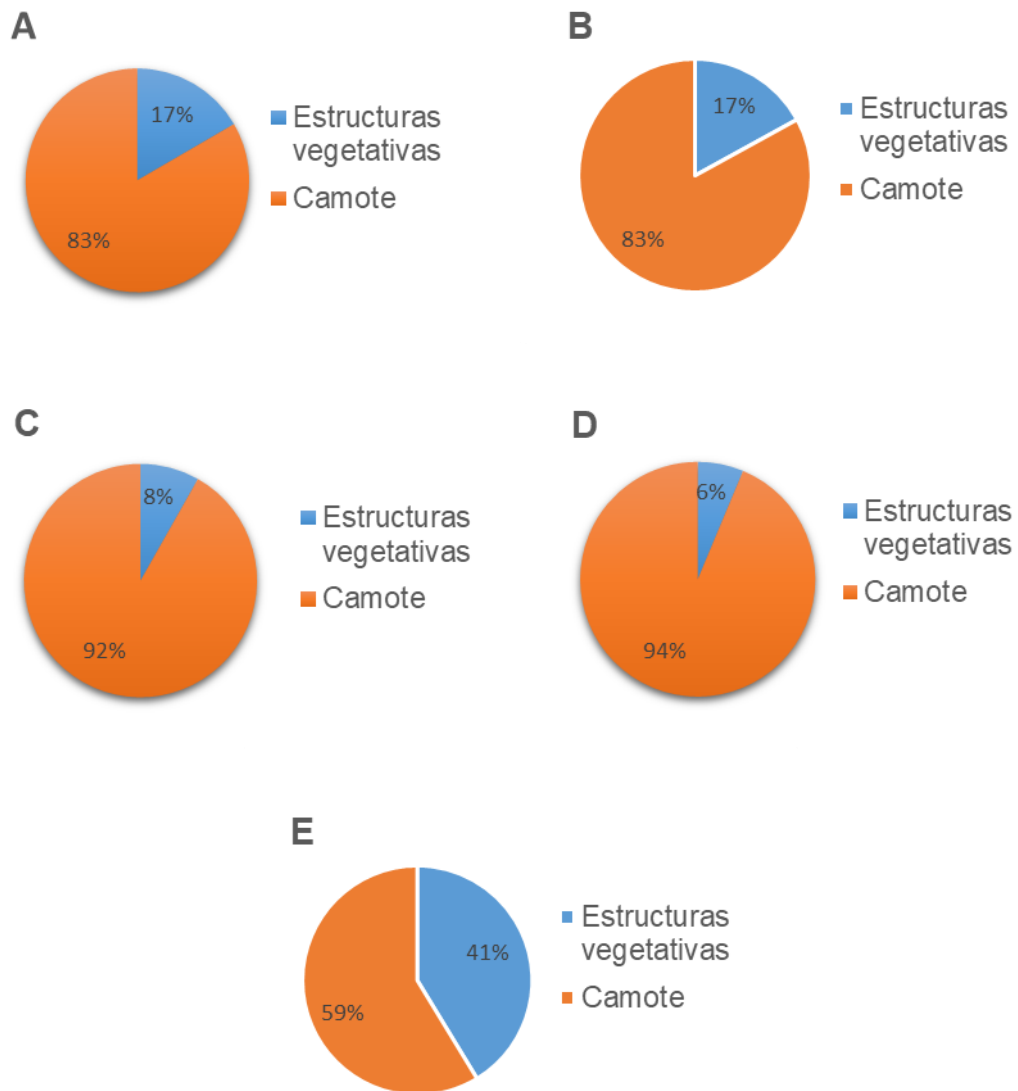 A
17%
83%
Estructuras
vegetativas
Camote
B
17%
83%
Estructuras
vegetativas
Camote
C
8%
92%
Estructuras
vegetativas
Camote
D
6%
94%
Estructuras
vegetativas
Camote
E
41%
59%
Estructuras
vegetativas
Camote